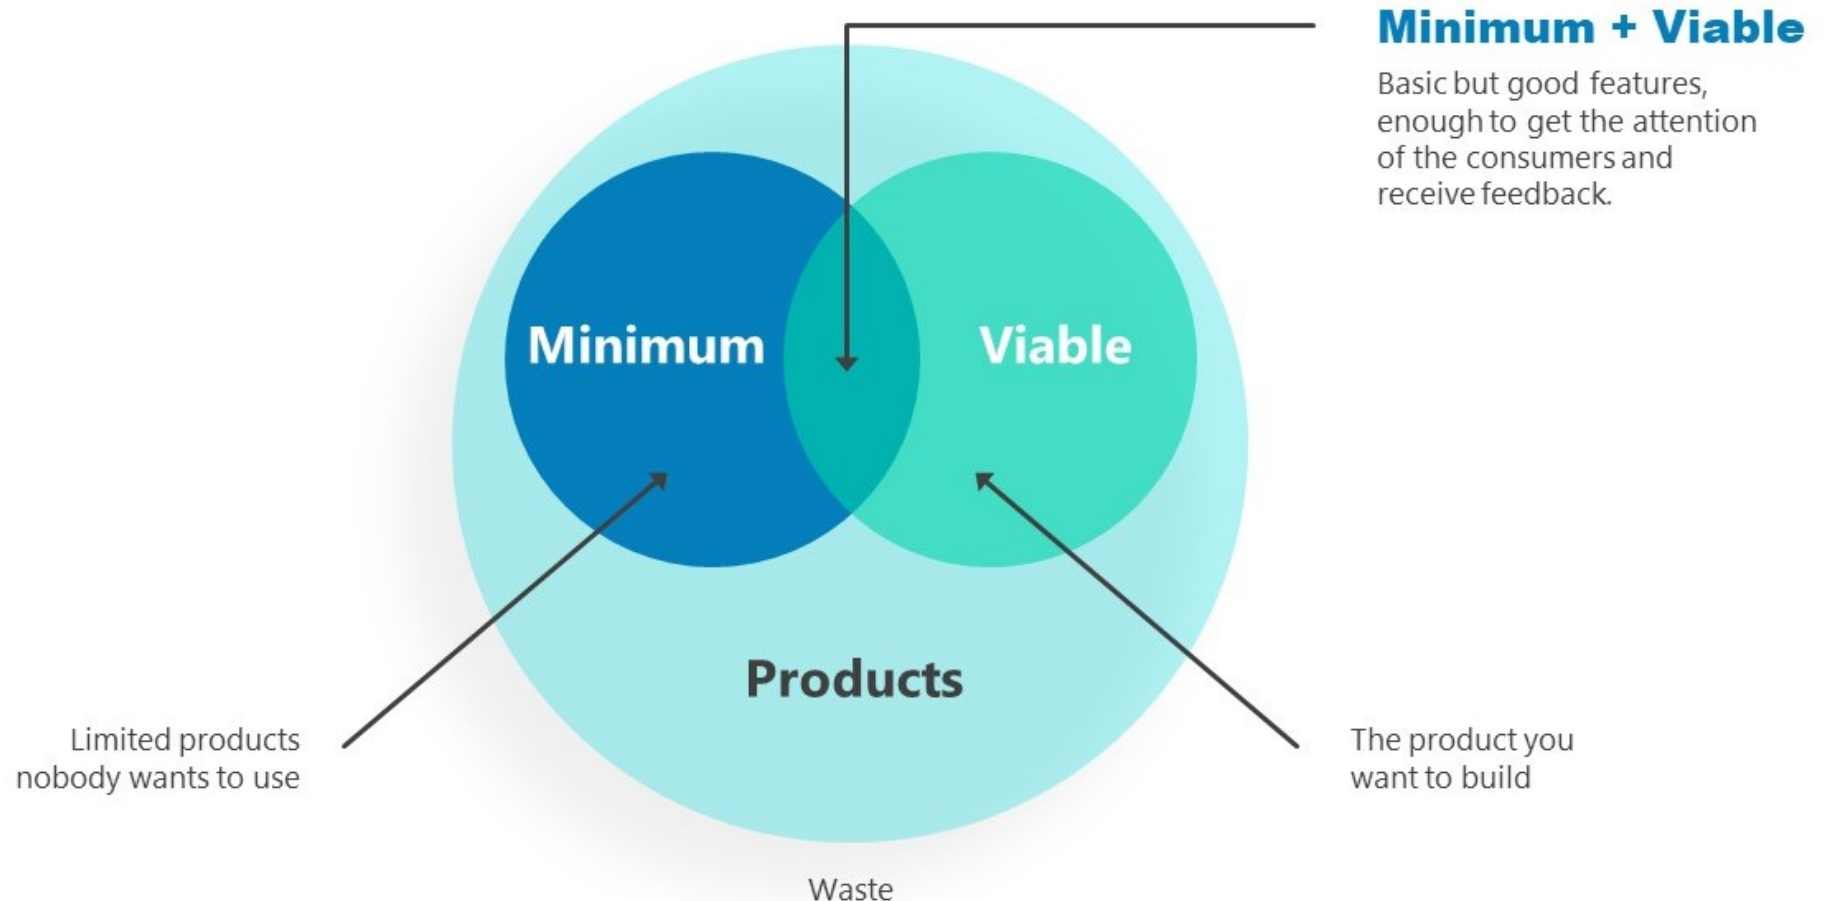 Minimum + Viable
Basic but good features,
enough to get the attention
of the consumers and
receive feedback.
Minimum
Viable
Products
Limited products
nobody wants to use
The product you
want to build
Waste